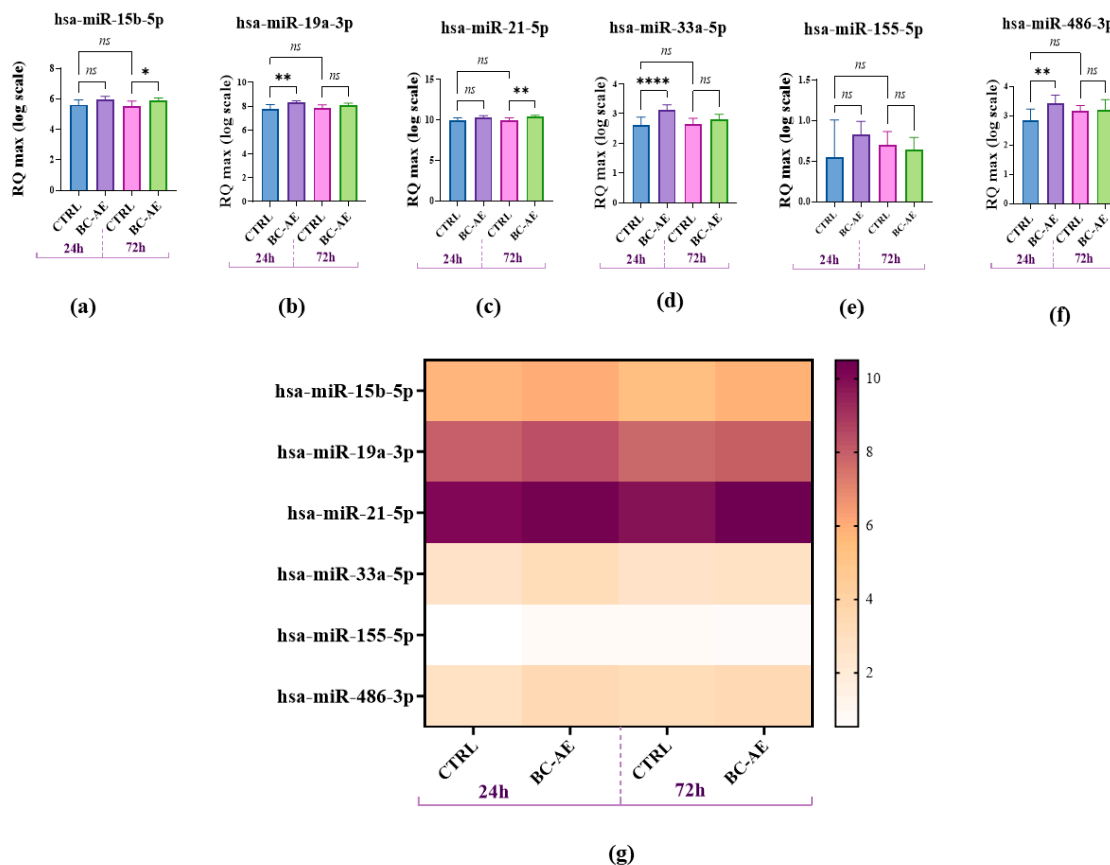 hsa-miR-15b-5p
RQ max (log scale)
8
6
4
2
0
ns
ns
*
CTRL
BC-AE
CTRL
BC-AE
24h
72h
(a)
hsa-miR-19a-3p
RQ max (log scale)
10
8
6
4
2
0
ns
**
ns
CTRL
BC-AE
CTRL
BC-AE
24h
72h
(b)
hsa-miR-21-5p
RQ max (log scale)
15
10
5
0
ns
ns
**
CTRL
BC-AE
CTRL
BC-AE
24h
72h
(c)
hsa-miR-33a-5p
RQ max (log scale)
4
3
2
1
0
ns
****
ns
CTRL
BC-AE
CTRL
BC-AE
24h
72h
(d)
hsa-miR-155-5p
RQ max (log scale)
1.5
1.0
0.5
0.0
ns
ns
ns
CTRL
BC-AE
CTRL
BC-AE
24h
72h
(e)
hsa-miR-486-3p
RQ max (log scale)
4
3
2
1
0
ns
**
ns
CTRL
BC-AE
CTRL
BC-AE
24h
72h
(f)
hsa-miR-15b-5p
hsa-miR-19a-3p
hsa-miR-21-5p
hsa-miR-33a-5p
hsa-miR-155-5p
hsa-miR-486-3p
CTRL
BC-AE
CTRL
BC-AE
24h
72h
10
8
6
4
2
(g)